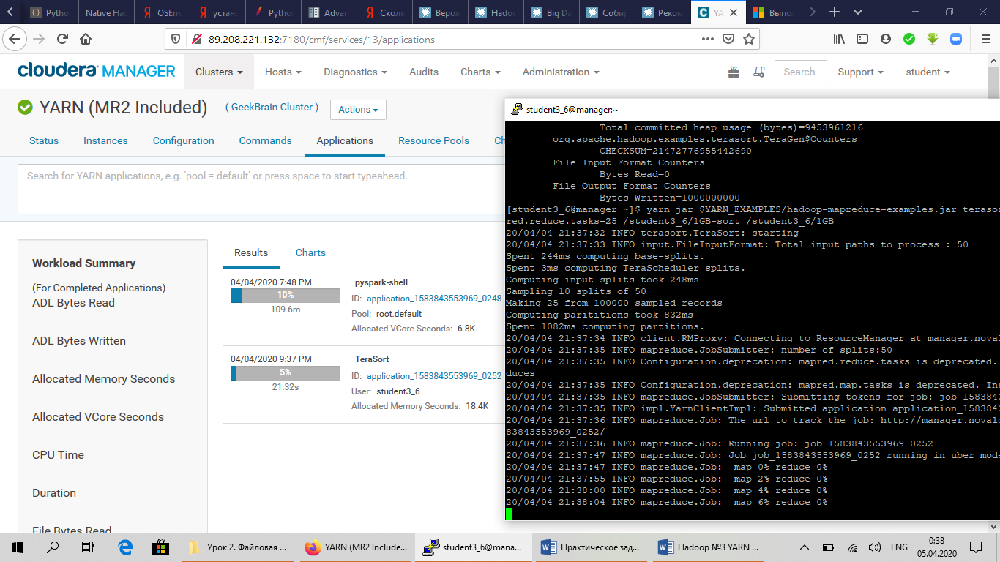 Python
Native Ha
OSErro
устан
Pytho
Advan
Сколь
Вероя
Hadoo
Big Da
Собир
Реком
YA
Выпол
89.208.221.132:7180/cmf/services/13/applications
cloudera MANAGER
Clusters
Hosts
Diagnostics
Audits
Charts
Administration
Search
Support
student
YARN (MR2 Included)
( GeekBrain Cluster )
Actions
Status
Instances
Configuration
Commands
Applications
Resource Pools
Ch
Search for YARN applications, e.g. 'pool = default' or press space to start typeahead.
Workload Summary
(For Completed Applications)
ADL Bytes Read
ADL Bytes Written
Allocated Memory Seconds
Allocated VCore Seconds
CPU Time
Duration
File Bytes Read
Results
Charts
04/04/2020 7:48 PM
10%
109.6m
pyspark-shell
ID: application_1583843553969_0248
Pool: root.default
Allocated VCore Seconds: 6.8K
04/04/2020 9:37 PM
5%
21.32s
TeraSort
ID: application_1583843553969_0252
User: student3_6
Allocated Memory Seconds: 18.4K
student3_6@manager:~
Total committed heap usage (bytes)=9453961216
org.apache.hadoop.examples.terasort.TeraGen$Counters
CHECKSUM=21472776955442690
File Input Format Counters
Bytes Read=0
File Output Format Counters
Bytes Written=1000000000
[student3_6@manager ~]$ yarn jar $YARN_EXAMPLES/hadoop-mapreduce-examples.jar teraso
red.reduce.tasks=25 /student3_6/1GB-sort /student3_6/1GB
20/04/04 21:37:32 INFO terasort.TeraSort: starting
20/04/04 21:37:33 INFO input.FileInputFormat: Total input paths to process : 50
Spent 244ms computing base-splits.
Spent 3ms computing TeraScheduler splits.
Computing input splits took 248ms
Sampling 10 splits of 50
Making 25 from 100000 sampled records
Computing parititions took 832ms
Spent 1082ms computing partitions.
20/04/04 21:37:34 INFO client.RMProxy: Connecting to ResourceManager at manager.noval
20/04/04 21:37:35 INFO mapreduce.JobSubmitter: number of splits:50
20/04/04 21:37:35 INFO Configuration.deprecation: mapred.reduce.tasks is deprecated.
duces
20/04/04 21:37:35 INFO Configuration.deprecation: mapred.map.tasks is deprecated. Ins
20/04/04 21:37:35 INFO mapreduce.JobSubmitter: Submitting tokens for job: job_158384
20/04/04 21:37:35 INFO impl.YarnClientImpl: Submitted application application_15838
20/04/04 21:37:36 INFO mapreduce.Job: The url to track the job: http://manager.novalo
83843553969_0252/
20/04/04 21:37:36 INFO mapreduce.Job: Running job: job_1583843553969_0252
20/04/04 21:37:47 INFO mapreduce.Job: Job job_1583843553969_0252 running in uber mode
20/04/04 21:37:47 INFO mapreduce.Job:  map 0% reduce 0%
20/04/04 21:37:55 INFO mapreduce.Job:  map 2% reduce 0%
20/04/04 21:38:00 INFO mapreduce.Job:  map 4% reduce 0%
20/04/04 21:38:04 INFO mapreduce.Job:  map 6% reduce 0%
Урок 2. Файловая ...
YARN (MR2 Include...
student3_6@mana...
Практическое зад...
Hadoop №3 YARN ...
ENG
0:38
05.04.2020